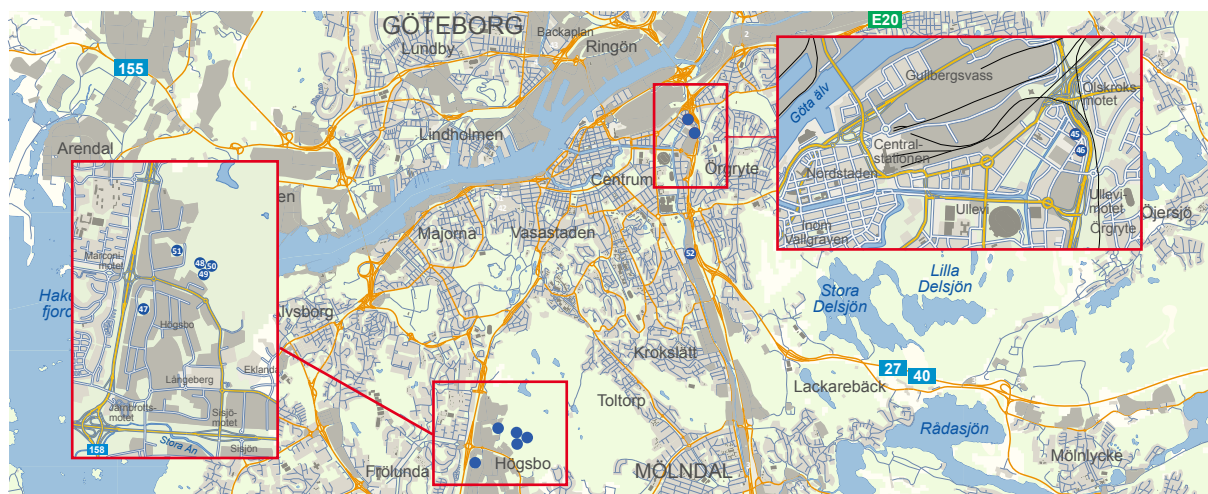 GÖTEBORG
E20
Backaplan
Lundby
Ringön
2
155
Gullbergsvass
Olskroks-
motet
Göta älv
Lindholmen
45
46
Arendal
Central-
stationen
Nordstaden
Örgryte
Centrum
Ullevi
Ullevi
motet
Örgryte
Öjersjö
Inom
Vallgraven
en
Majorna
Vasastaden
51
52
48
50
49
Marconi-
motet
Lilla
Delsjön
Stora
Delsjön
Hake
fjord
47
lvsborg
Högsbo
Krokslätt
Eklanda
27
40
Långeberg
Lackarebäck
Järnbrotts-
motet
Sisjö-
motet
Toltorp
Rådasjön
158
Stora Ån
Sisjön
Högsbo
Frölunda
MÖLNDAL
Mölnlycke